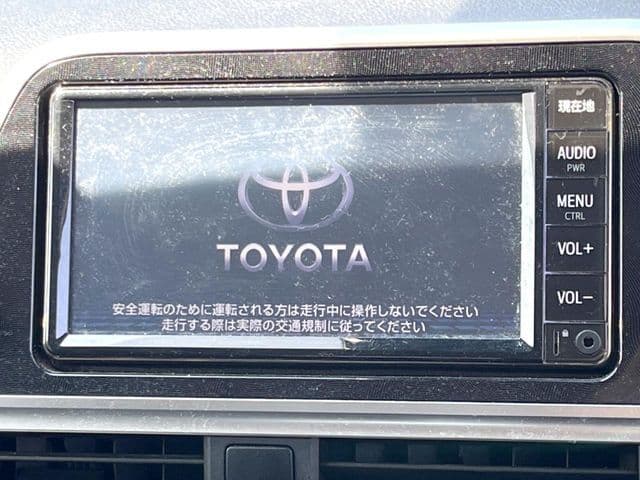 現在地
AUDIO
PWR
MENU
CTRL
VOL+
VOL−
TOYOTA
安全運転のために運転される方は走行中に操作しないでください
走行する際は実際の交通規制に従ってください